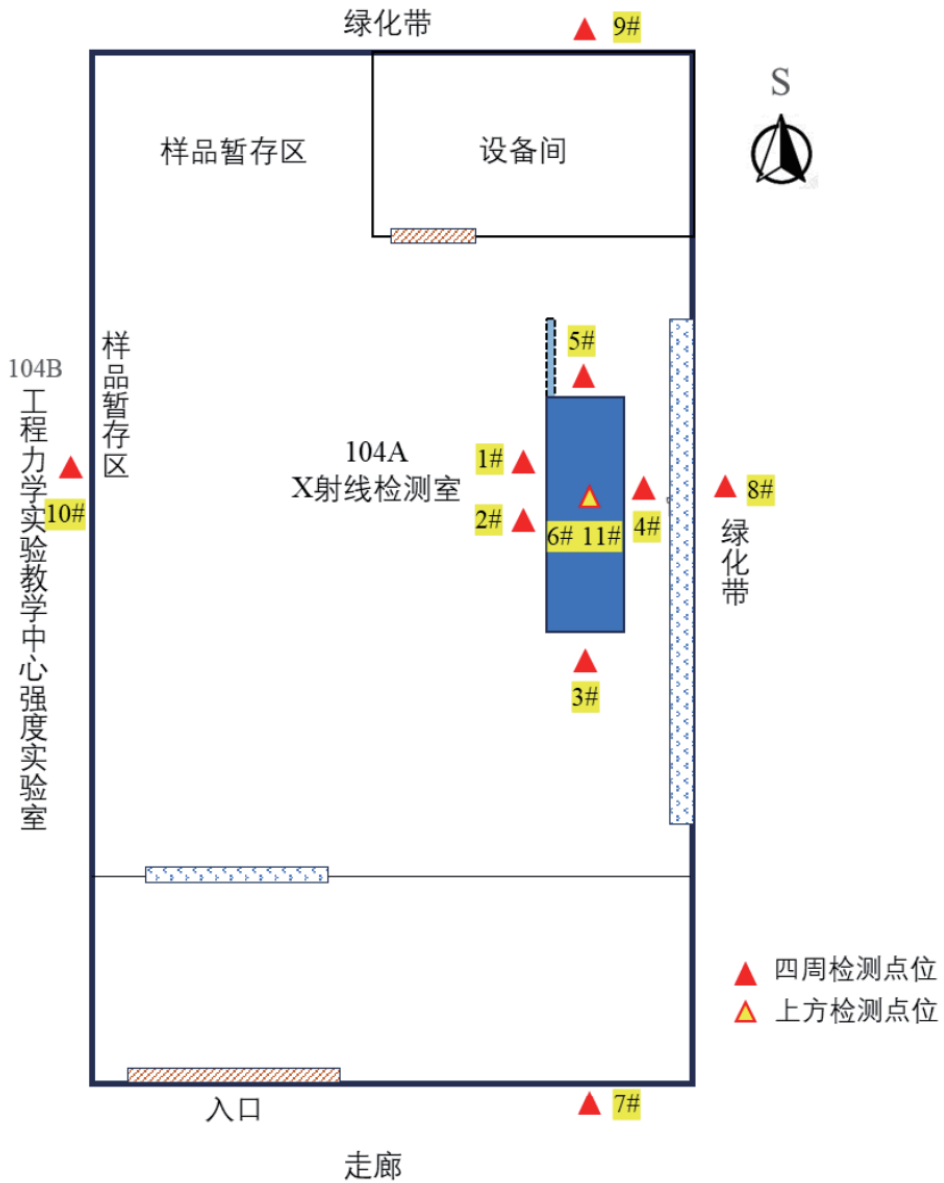 绿化带
9#
S
样品暂存区
设备间
样品暂存区
5#
104B
工程力学实验教学中心强度实验室
104A
X射线检测室
1#
2#
10#
6# 11#
4#
8#
绿化带
3#
四周检测点位
上方检测点位
入口
7#
走廊